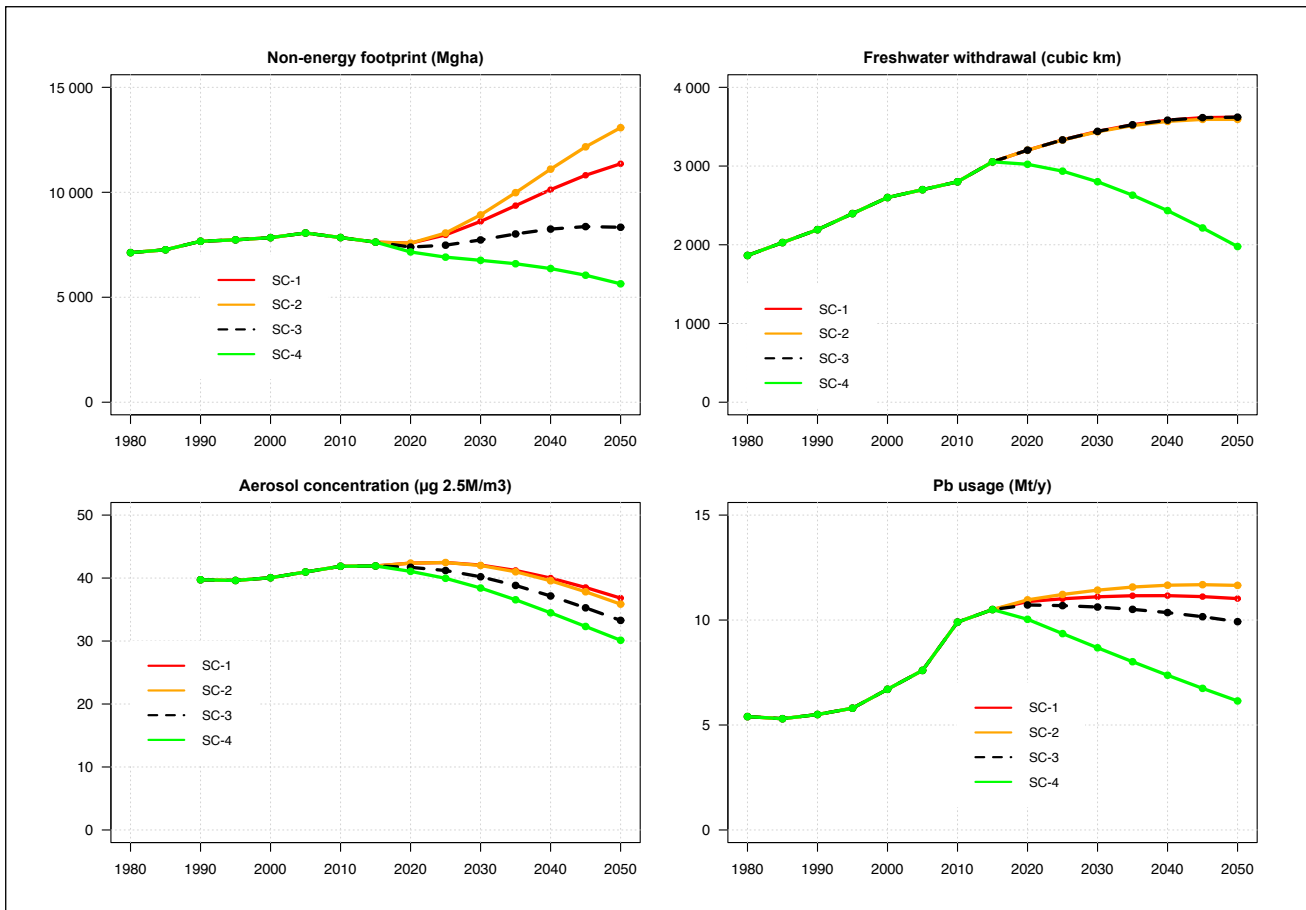 Non-energy footprint (Mgha)
15 000
10 000
5 000
0
SC-1
SC-2
SC-3
SC-4
1980 1990 2000 2010 2020 2030 2040 2050
Freshwater withdrawal (cubic km)
4 000
3 000
2 000
1 000
0
SC-1
SC-2
SC-3
SC-4
1980 1990 2000 2010 2020 2030 2040 2050
Aerosol concentration (µg 2.5M/m3)
50
40
30
20
10
0
SC-1
SC-2
SC-3
SC-4
1980 1990 2000 2010 2020 2030 2040 2050
Pb usage (Mt/y)
15
10
5
0
SC-1
SC-2
SC-3
SC-4
1980 1990 2000 2010 2020 2030 2040 2050